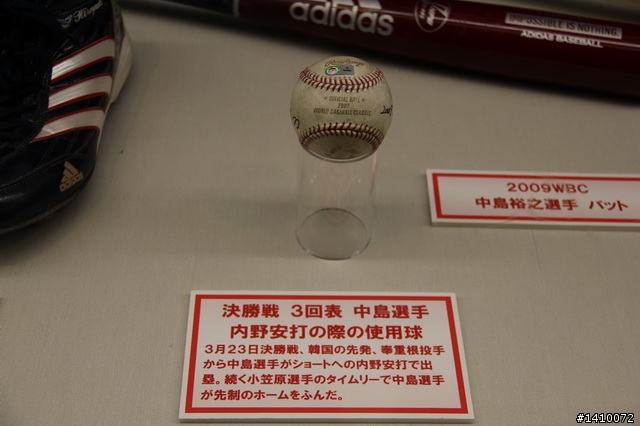 adidas
IMPOSSIBLE IS NOTHING.
ADIDAS BASEBALL
Rawlings
OFFICIAL BALL
2009
WORLD BASEBALL CLASSIC
adidas
2009WBC
中島裕之選手 バット
決勝戦 3回表 中島選手
内野安打の際の使用球
3月23日決勝戦、韓国の先発、奉重根投手
から中島選手がショートへの内野安打で出
塁。続く小笠原選手のタイムリーで中島選手
が先制のホームをふんだ。
#1410072